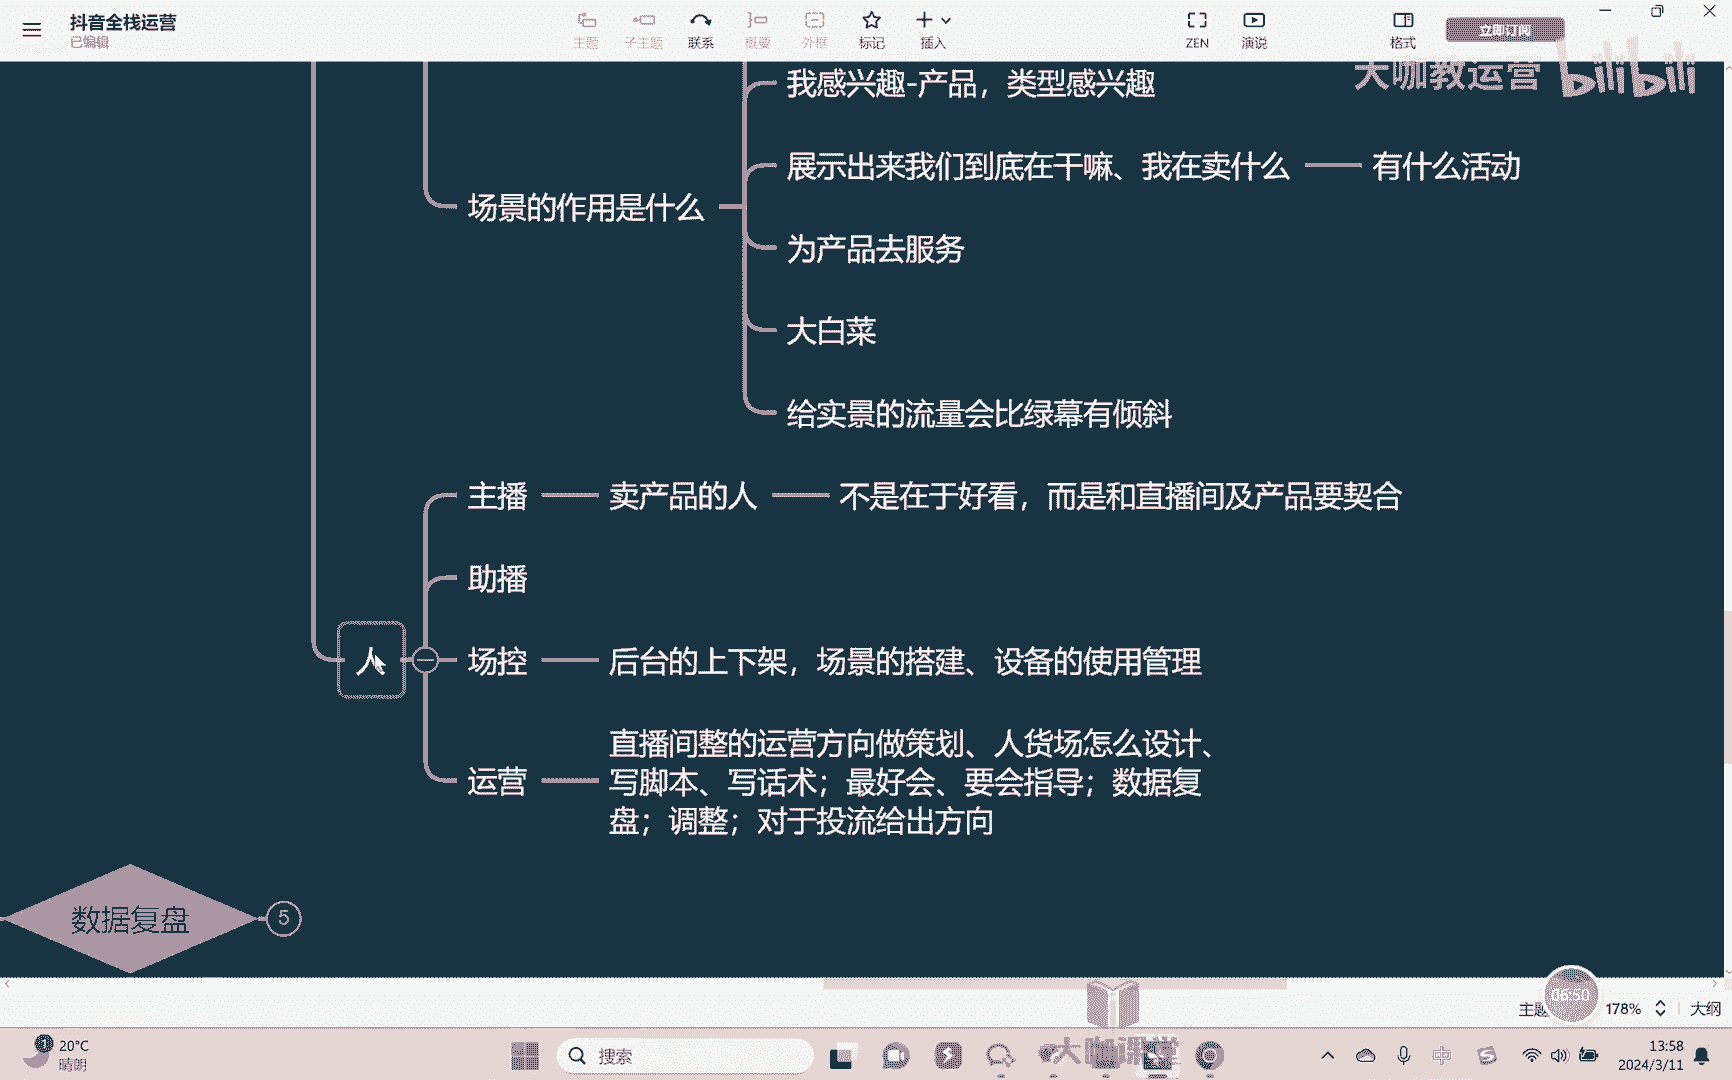 抖音全栈运营
已编辑
主题
子主题
联系
概要
外框
标记
插入
ZEN
演说
格式
立即订阅
大咖教运营 bilibili
我感兴趣-产品，类型感兴趣
展示出来我们到底在干嘛、我在卖什么
有什么活动
场景的作用是什么
为产品去服务
大白菜
给实景的流量会比绿幕有倾斜
主播
卖产品的人
不是在于好看，而是和直播间及产品要契合
助播
人
场控
后台的上下架，场景的搭建、设备的使用管理
运营
直播间整的运营方向做策划、人货场怎么设计、
写脚本、写话术；最好会、要会指导；数据复
盘；调整；对于投流给出方向
数据复盘
5
主题
06:50
178%
大纲
1
20°C
晴朗
搜索
大咖课堂
中
13:58
2024/3/11